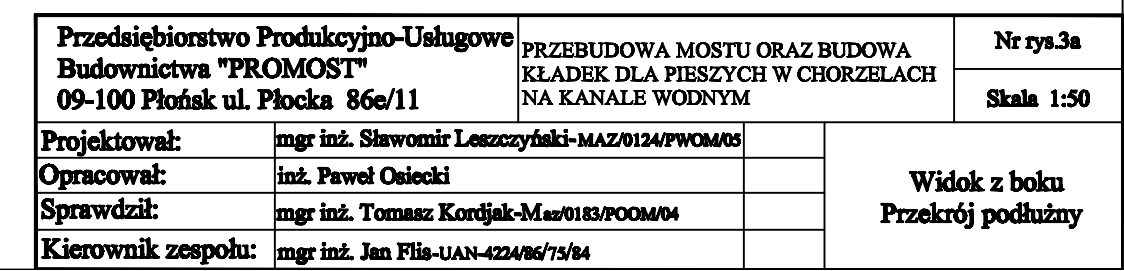 Przedsiębiorstwo Produkcyjno-Usługowe
Budownictwa "PROMOST"
09-100 Płońsk ul. Płocka 86e/11
PRZEBUDOWA MOSTU ORAZ BUDOWA
KŁADEK DLA PIESZYCH W CHORZELACH
NA KANALE WODNYM
Nr rys.3a
Skala 1:50
Projektował: mgr inż. Sławomir Leszczyński-MAZ/0124/PWOM/05
Opracował: inż. Paweł Osiecki
Sprawdził: mgr inż. Tomasz Kordjak-Maz/0183/POOM/04
Kierownik zespołu: mgr inż. Jan Flis-UAN-4224/86/75/84
Widok z boku
Przekrój podłużny